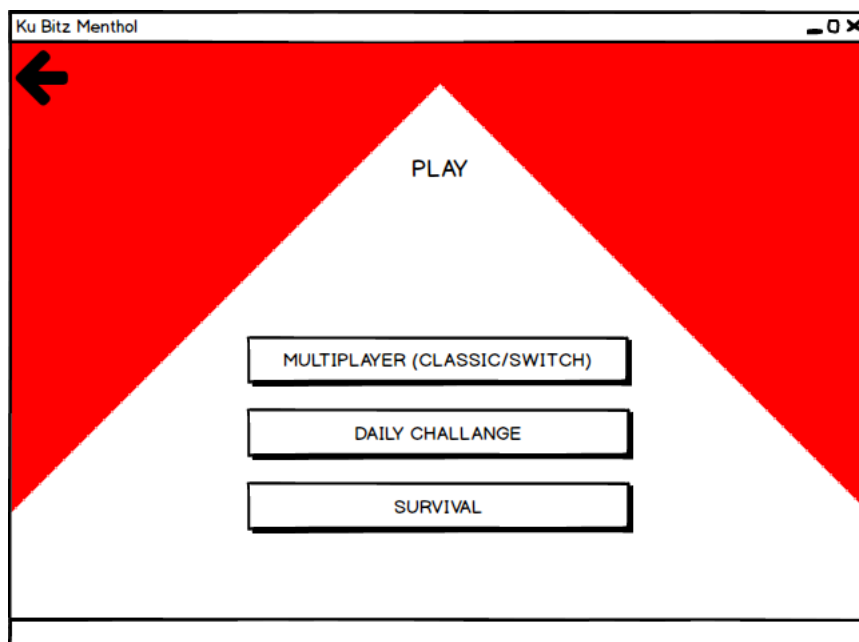 Ku Bitz Menthol
PLAY
MULTIPLAYER (CLASSIC/SWITCH)
DAILY CHALLANGE
SURVIVAL